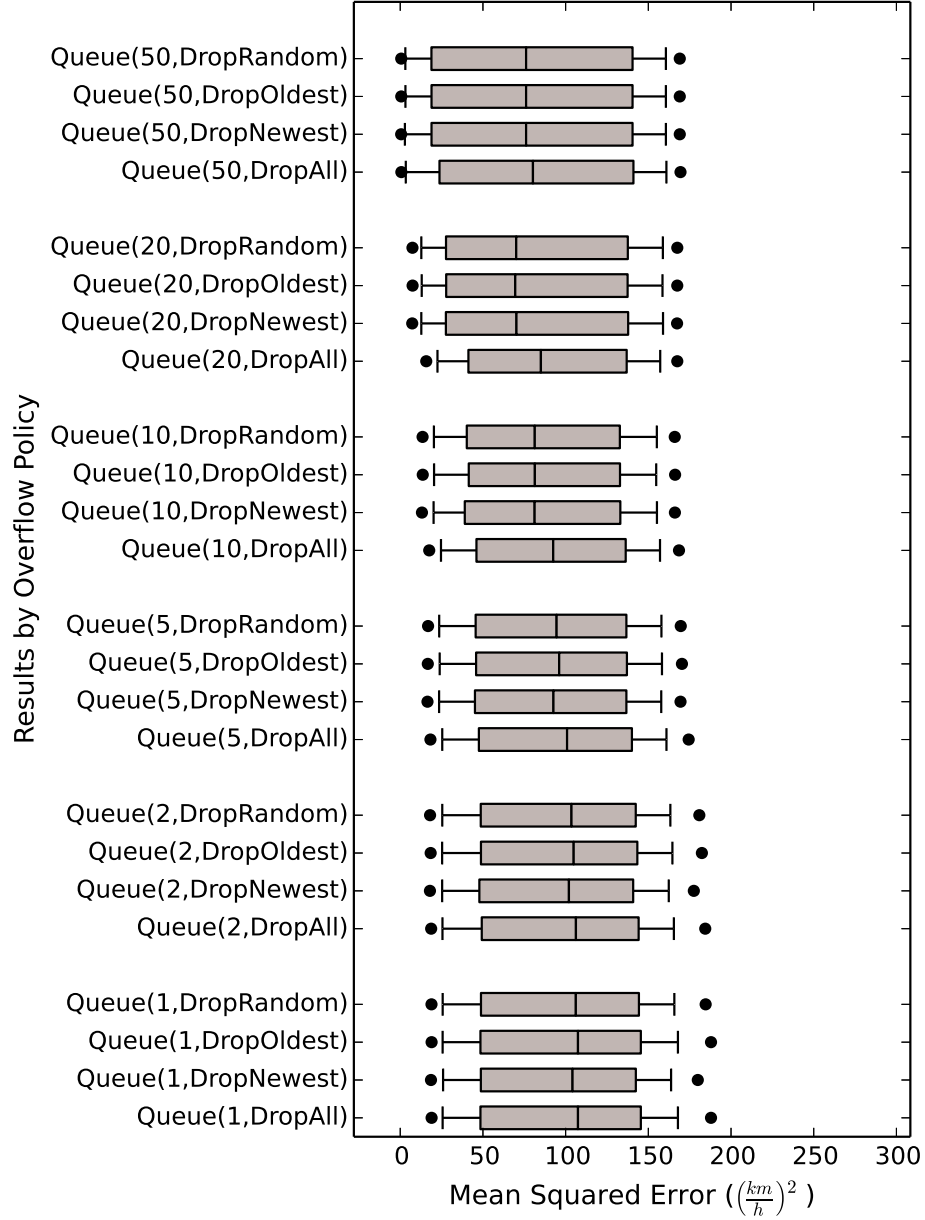 Queue(50,DropRandom)
Queue(50,DropOldest)
Queue(50,DropNewest)
Queue(50,DropAll)
Queue(20,DropRandom)
Queue(20,DropOldest)
Queue(20,DropNewest)
Queue(20,DropAll)
Queue(10,DropRandom)
Queue(10,DropOldest)
Queue(10,DropNewest)
Queue(10,DropAll)
Queue(5,DropRandom)
Queue(5,DropOldest)
Queue(5,DropNewest)
Queue(5,DropAll)
Queue(2,DropRandom)
Queue(2,DropOldest)
Queue(2,DropNewest)
Queue(2,DropAll)
Queue(1,DropRandom)
Queue(1,DropOldest)
Queue(1,DropNewest)
Queue(1,DropAll)
Results by Overflow Policy
0 50 100 150 200 250 300
Mean Squared Error ((km/h)² )